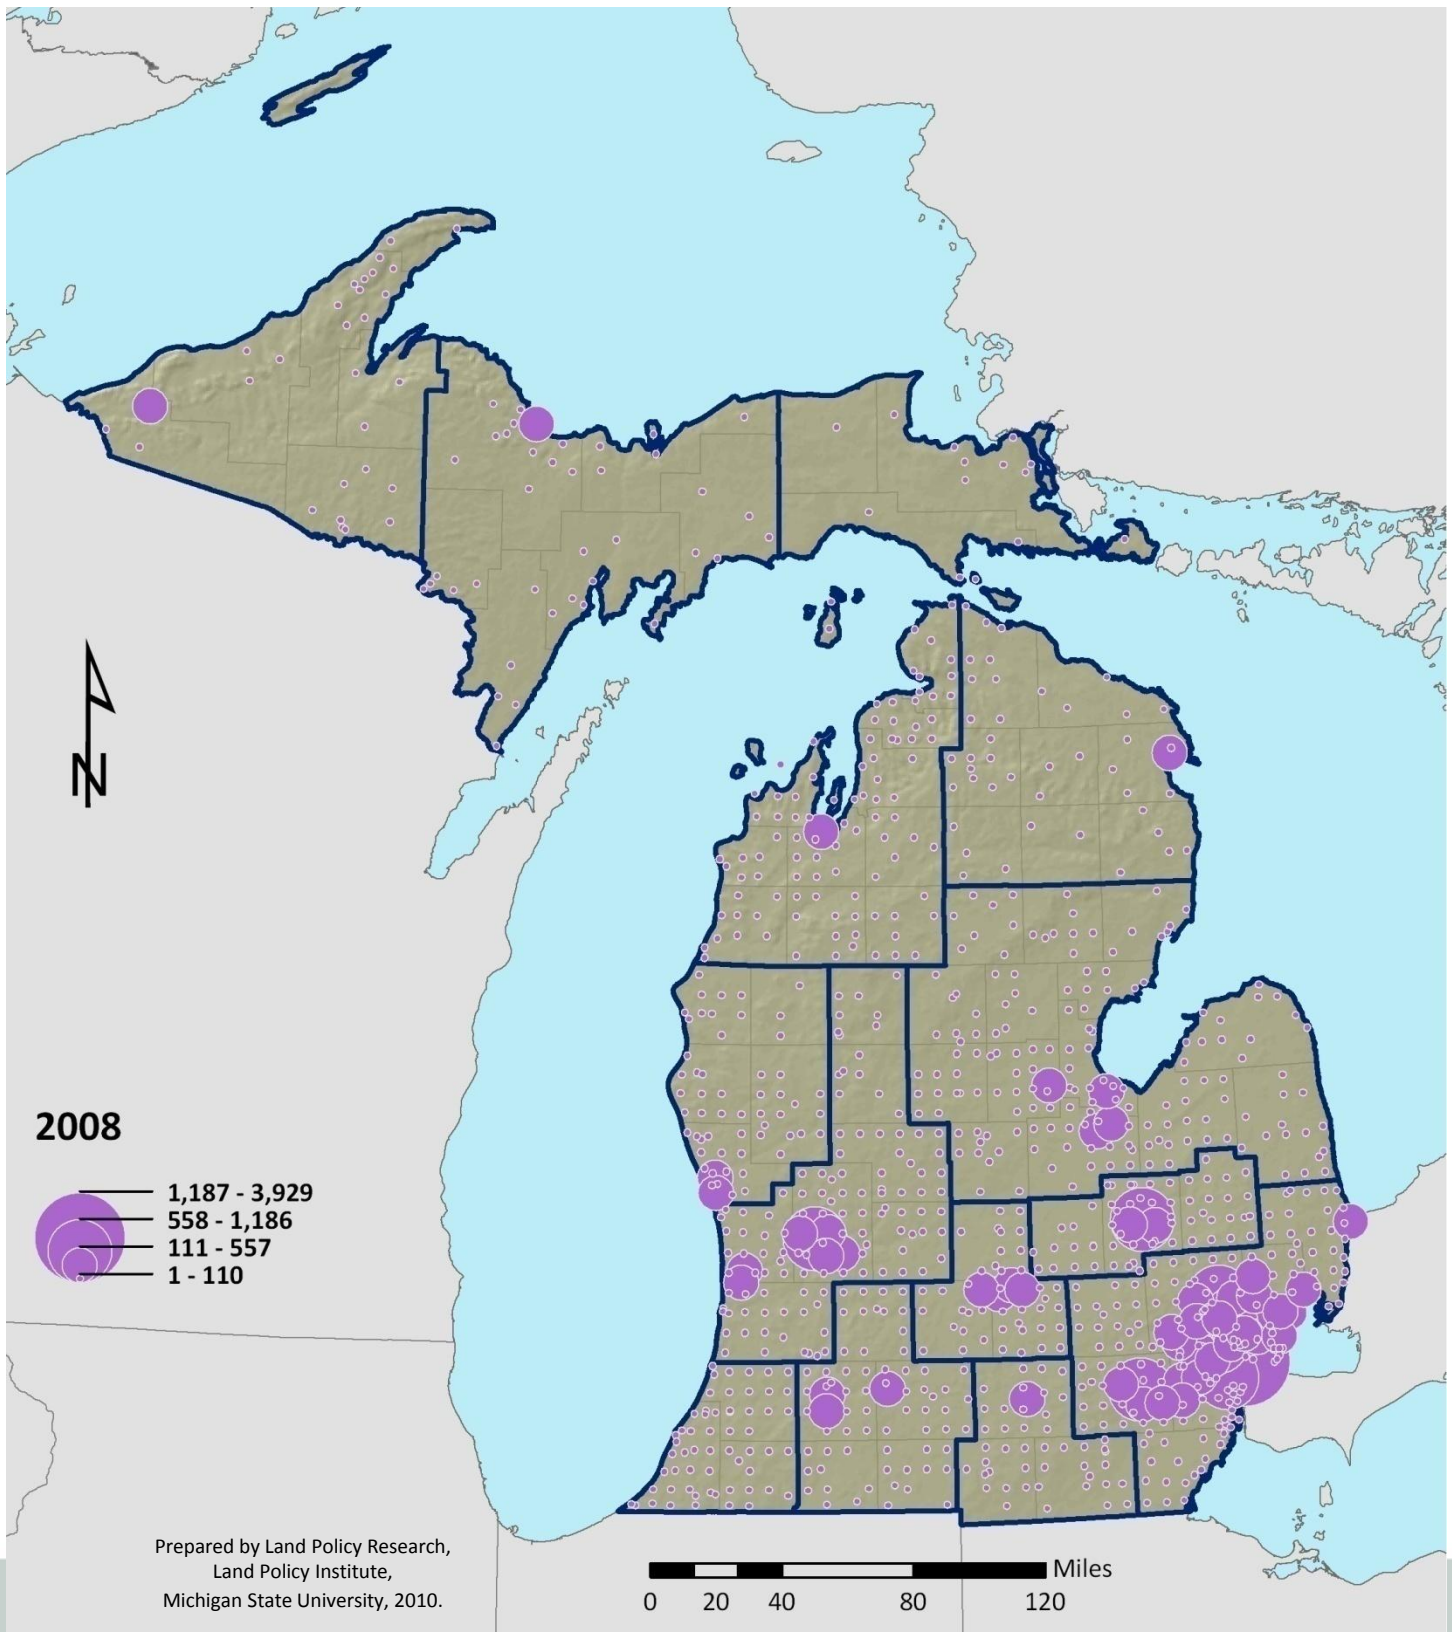 N
2008
1,187 - 3,929
558 - 1,186
111 - 557
1 - 110
Prepared by Land Policy Research,
Land Policy Institute,
Michigan State University, 2010.
Miles
0 20 40 80 120